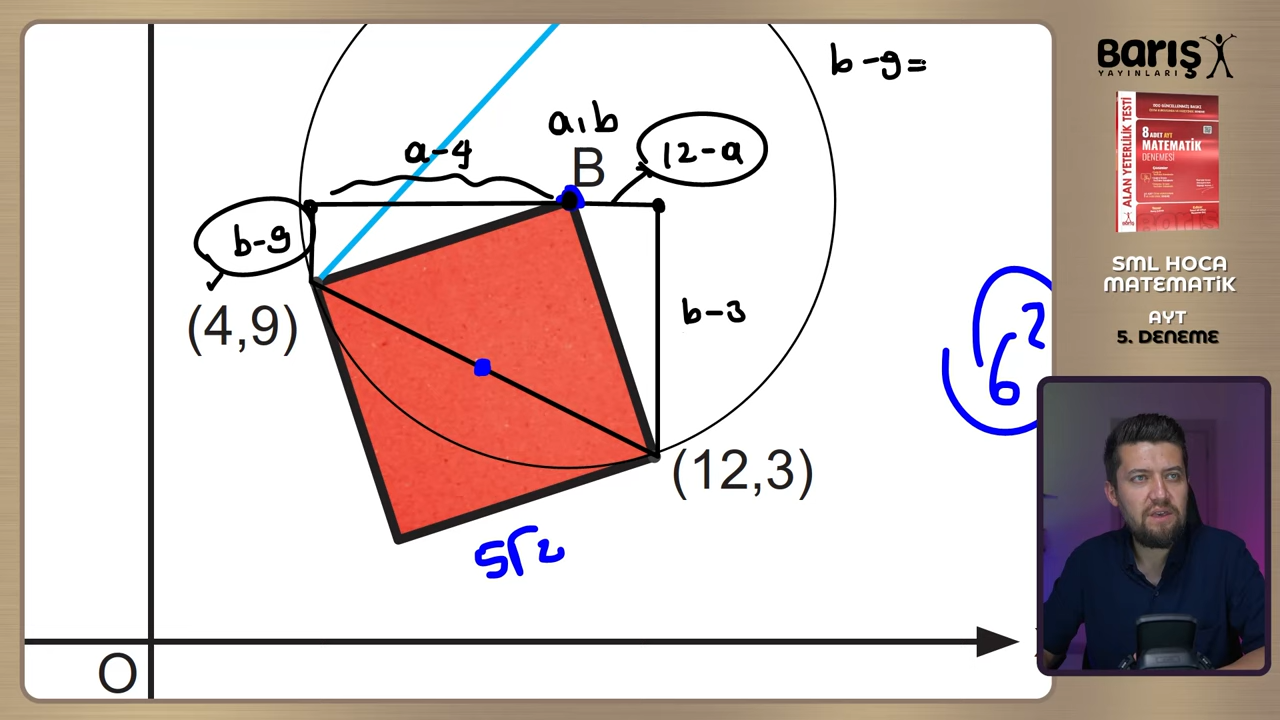 b-9=
a,b
a-4
12-a
B
b-9
b-3
(4,9)
(12,3)
5√2
6²
O
BARIŞ
YAYINLARI
ALAN YETERLİLİK TESTİ
8 ADET AYT
MATEMATİK
DENEMESİ
BARIŞ
SML HOCA
MATEMATİK
AYT
5. DENEME